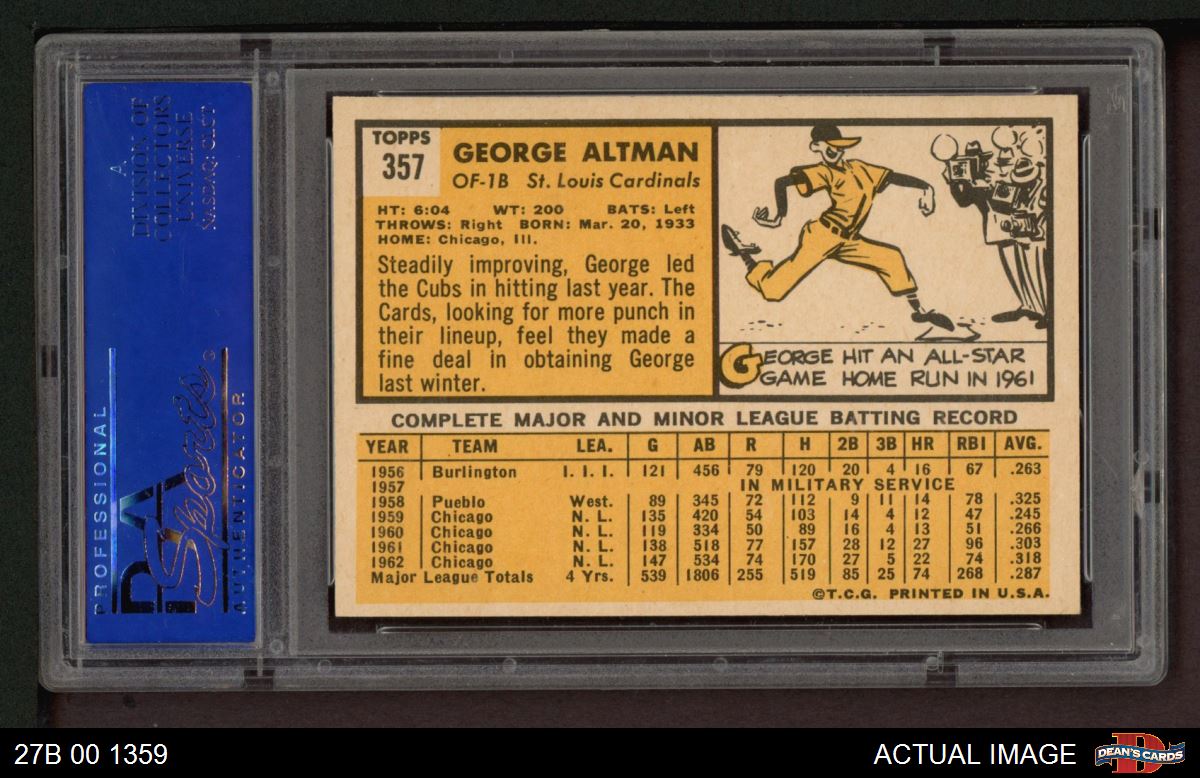 A
DIVISION OF
COLLECTORS
UNIVERSE
NASDAQ: CLCT
PROFESSIONAL
PSA
Sports
AUTHENTICATOR
TOPPS
357
GEORGE ALTMAN
OF-1B St. Louis Cardinals
HT: 6:04 WT: 200 BATS: Left
THROWS: Right BORN: Mar. 20, 1933
HOME: Chicago, Ill.
Steadily improving, George led
the Cubs in hitting last year. The
Cards, looking for more punch in
their lineup, feel they made a
fine deal in obtaining George
last winter.
GEORGE HIT AN ALL-STAR
GAME HOME RUN IN 1961
COMPLETE MAJOR AND MINOR LEAGUE BATTING RECORD
YEAR TEAM LEA. G AB R H 2B 3B HR RBI AVG.
1956 Burlington I. I. I. 121 456 79 120 20 4 16 67 .263
1957 IN MILITARY SERVICE
1958 Pueblo West. 89 345 72 112 9 11 14 78 .325
1959 Chicago N. L. 135 420 54 103 14 4 12 47 .245
1960 Chicago N. L. 119 334 50 89 16 4 13 51 .266
1961 Chicago N. L. 138 518 77 157 28 12 27 96 .303
1962 Chicago N. L. 147 534 74 170 27 5 22 74 .318
Major League Totals 4 Yrs. 539 1806 255 519 85 25 74 268 .287
©T.C.G. PRINTED IN U.S.A.
27B 00 1359
ACTUAL IMAGE
DEAN'S CARDS